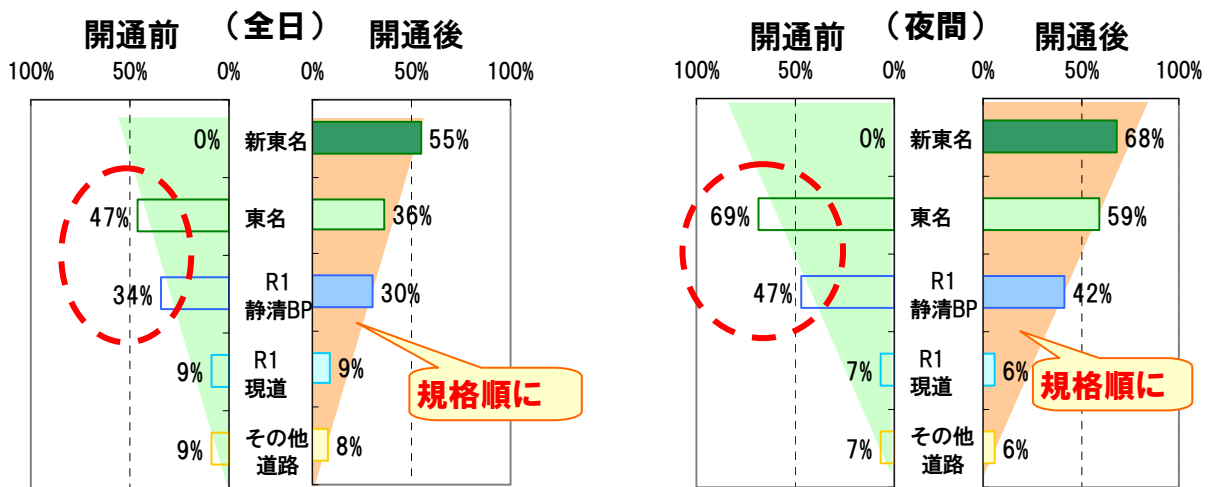 （全日）
開通前
開通後
100%
50%
0%
0%
50%
100%
0%
新東名
55%
47%
東名
36%
34%
R1
静清BP
30%
9%
R1
現道
9%
9%
その他
道路
8%
規格順に
（夜間）
開通前
開通後
100%
50%
0%
0%
50%
100%
0%
新東名
68%
69%
東名
59%
47%
R1
静清BP
42%
7%
R1
現道
6%
7%
その他
道路
6%
規格順に